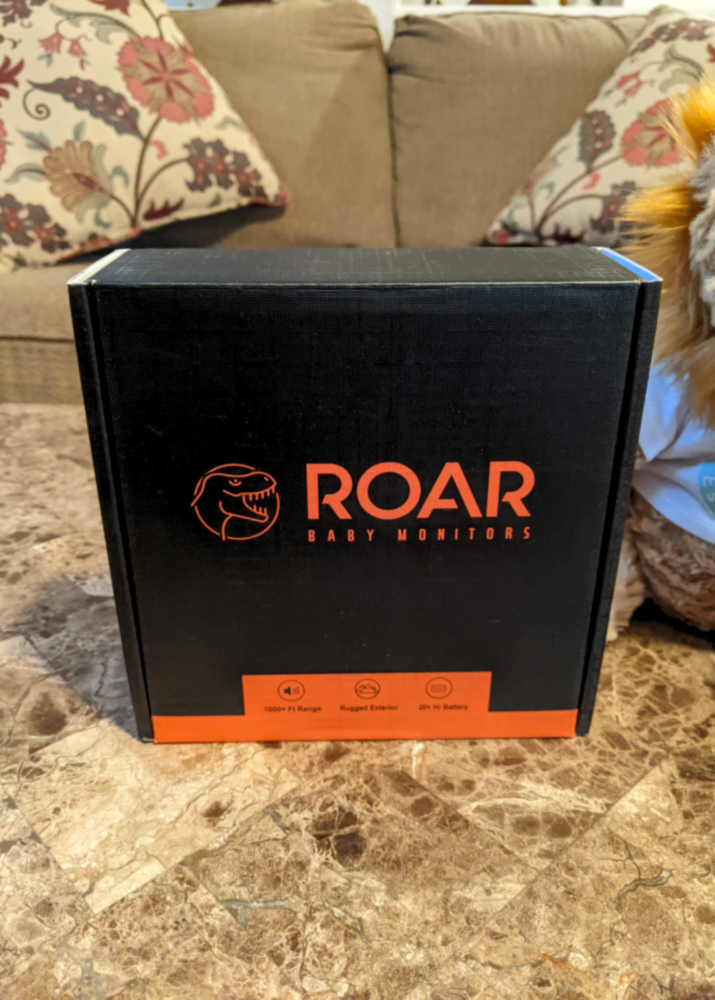 ROAR
BABY MONITORS
1000+ Ft Range
Rugged Exterior
20+ Hr Battery